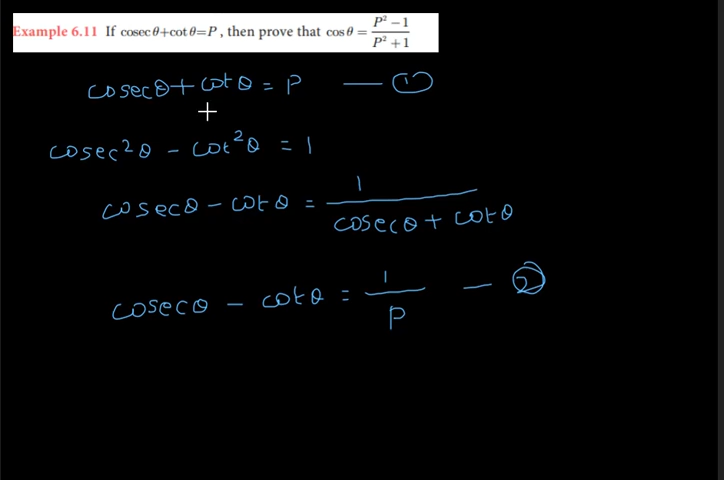 Example 6.11 If cosec θ+cot θ=P, then prove that cos θ = (P² −1)/(P² +1)
cosecθ + cotθ = P — ①
cosec²θ − cot²θ = 1
cosecθ − cotθ = 1/(cosecθ + cotθ)
cosecθ − cotθ = 1/P — ②